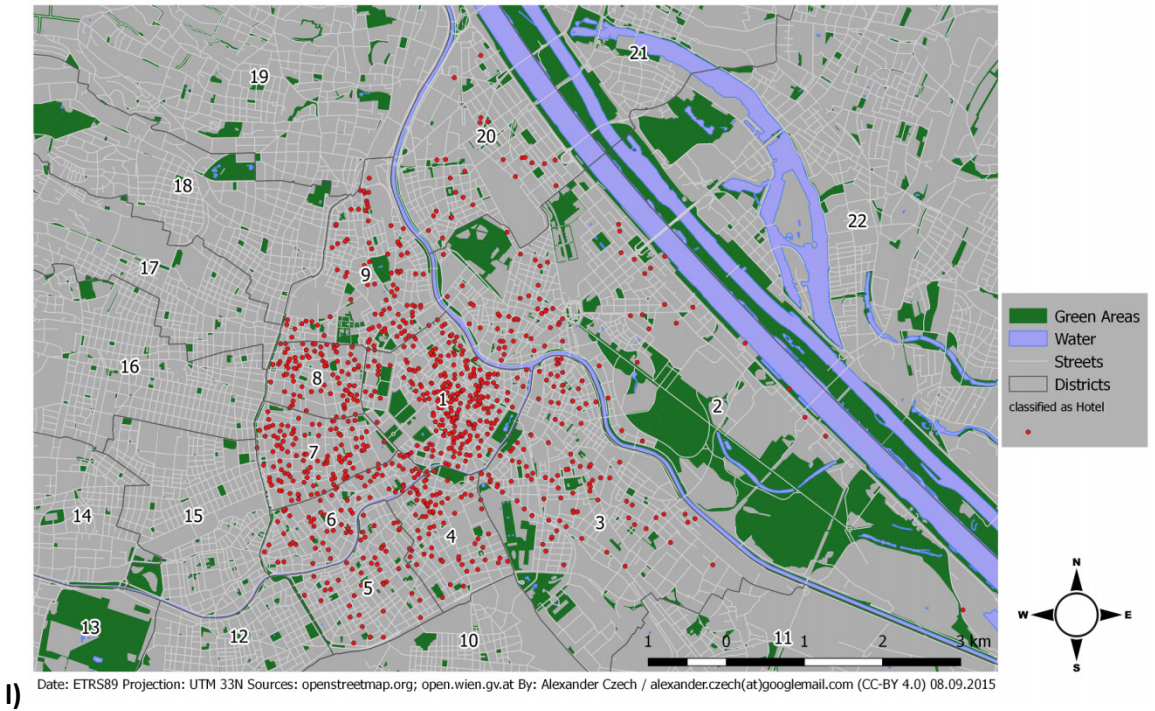 21
19
20
18
22
17
9
16
8
1
2
7
14
15
6
4
3
5
13
12
10
11
1 0 1 2 3 km
Green Areas
Water
Streets
Districts
classified as Hotel
N
W E
S
l) Date: ETRS89 Projection: UTM 33N Sources: openstreetmap.org; open.wien.gv.at By: Alexander Czech / alexander.czech(at)googlemail.com (CC-BY 4.0) 08.09.2015